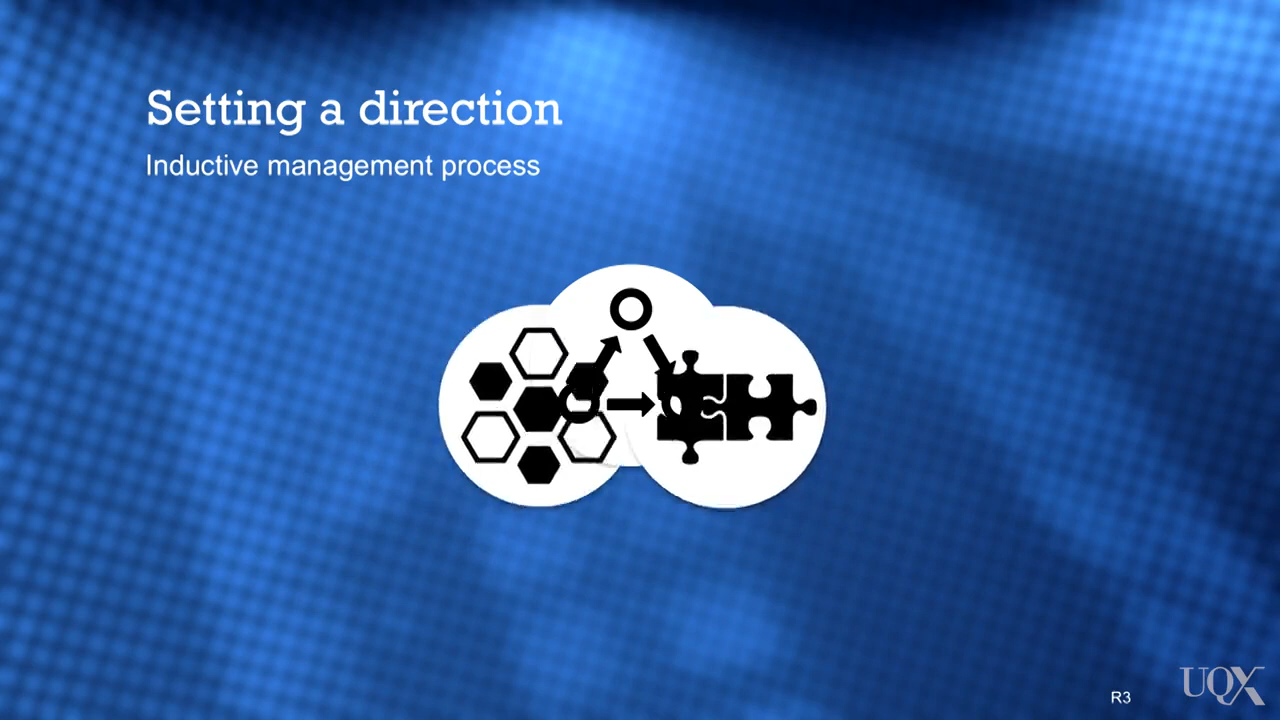 Setting a direction
Inductive management process
R3
UQX